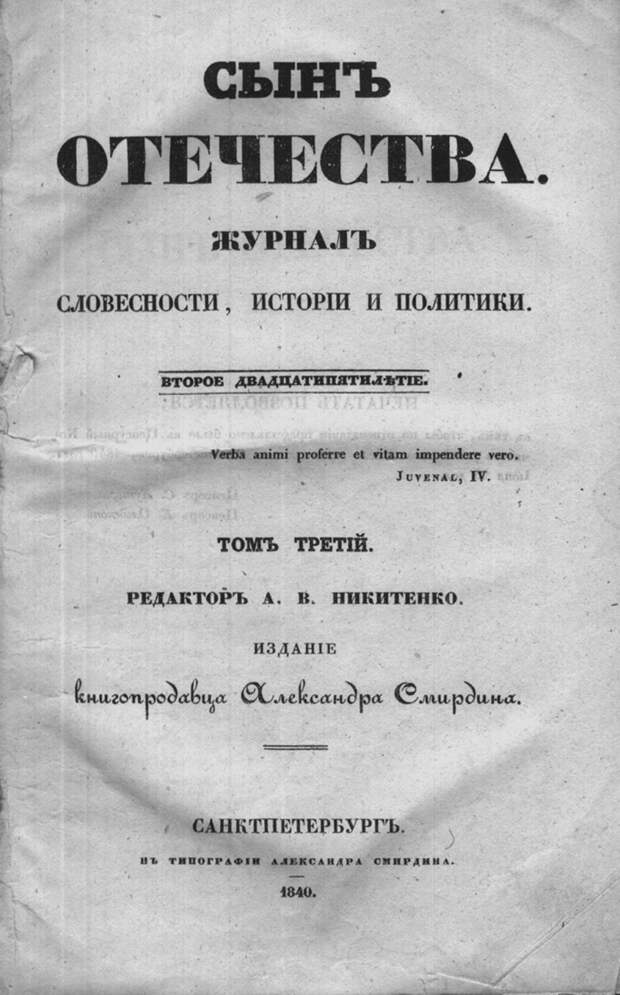 СЫНЪ
ОТЕЧЕСТВА.
ЖУРНАЛЪ
СЛОВЕСНОСТИ, ИСТОРІИ И ПОЛИТИКИ.
ВТОРОЕ ДВАДЦАТИПЯТИЛѢТІЕ.
Verba animi proferre et vitam impendere vero.
JUVENAL, IV.
ТОМЪ ТРЕТІЙ.
РЕДАКТОРЪ А. В. НИКИТЕНКО.
ИЗДАНІЕ
книгопродавца Александра Смирдина.
САНКТПЕТЕРБУРГЪ.
ВЪ ТИПОГРАФІИ АЛЕКСАНДРА СМИРДИНА.
1840.